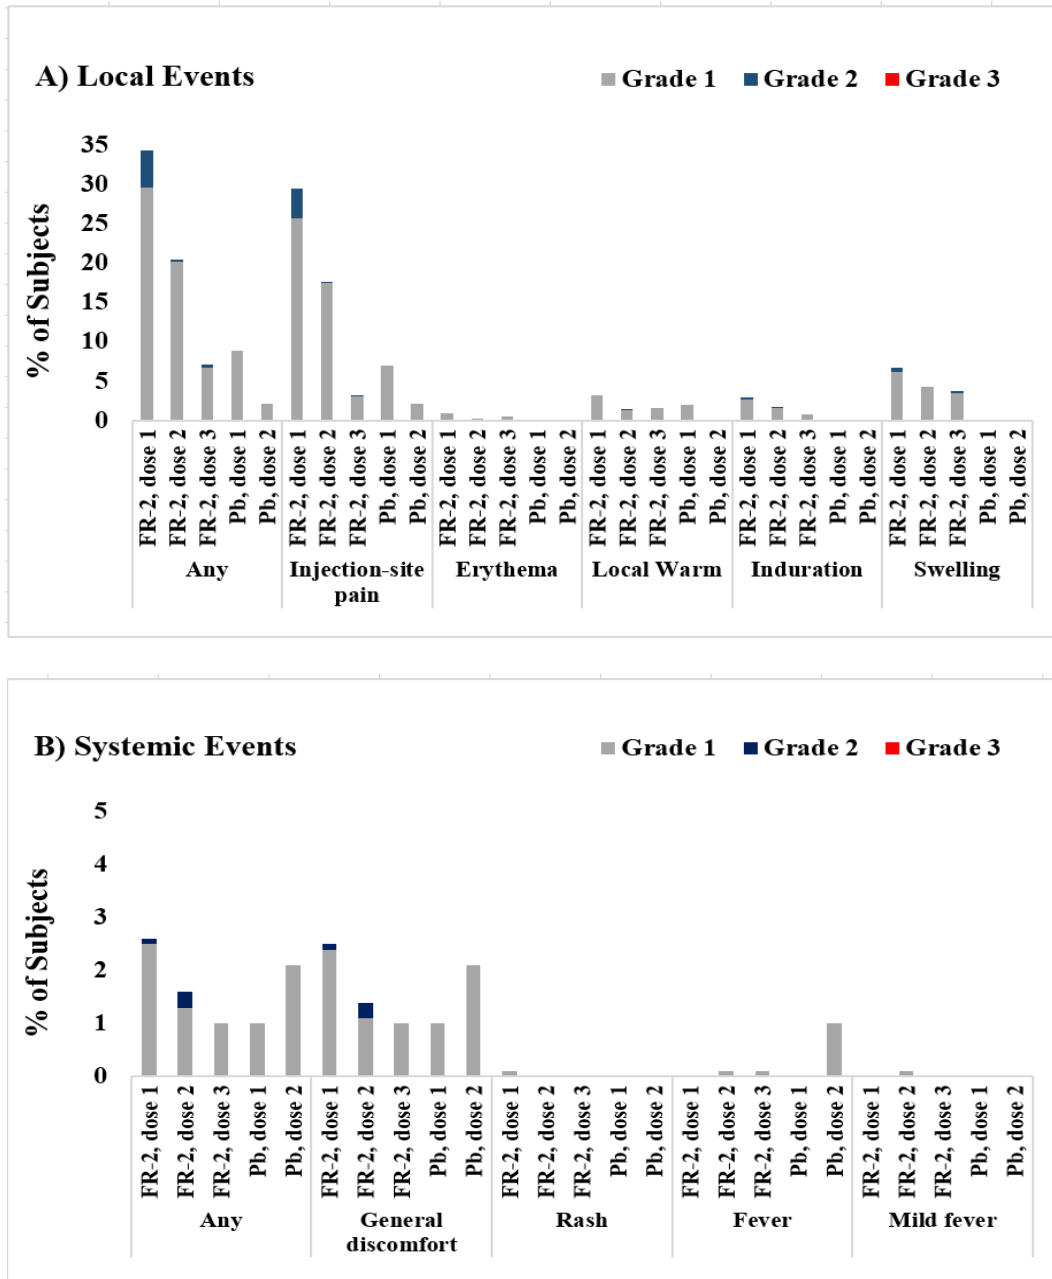 A) Local Events
Grade 1 Grade 2 Grade 3
% of Subjects
35
30
25
20
15
10
5
0
FR-2, dose 1
FR-2, dose 2
FR-2, dose 3
Pb, dose 1
Pb, dose 2
FR-2, dose 1
FR-2, dose 2
FR-2, dose 3
Pb, dose 1
Pb, dose 2
FR-2, dose 1
FR-2, dose 2
FR-2, dose 3
Pb, dose 1
Pb, dose 2
FR-2, dose 1
FR-2, dose 2
FR-2, dose 3
Pb, dose 1
Pb, dose 2
FR-2, dose 1
FR-2, dose 2
FR-2, dose 3
Pb, dose 1
Pb, dose 2
FR-2, dose 1
FR-2, dose 2
FR-2, dose 3
Pb, dose 1
Pb, dose 2
Any
Injection-site
pain
Erythema
Local Warm
Induration
Swelling
B) Systemic Events
Grade 1 Grade 2 Grade 3
% of Subjects
5
4
3
2
1
0
FR-2, dose 1
FR-2, dose 2
FR-2, dose 3
Pb, dose 1
Pb, dose 2
FR-2, dose 1
FR-2, dose 2
FR-2, dose 3
Pb, dose 1
Pb, dose 2
FR-2, dose 1
FR-2, dose 2
FR-2, dose 3
Pb, dose 1
Pb, dose 2
FR-2, dose 1
FR-2, dose 2
FR-2, dose 3
Pb, dose 1
Pb, dose 2
FR-2, dose 1
FR-2, dose 2
FR-2, dose 3
Pb, dose 1
Pb, dose 2
Any
General
discomfort
Rash
Fever
Mild fever